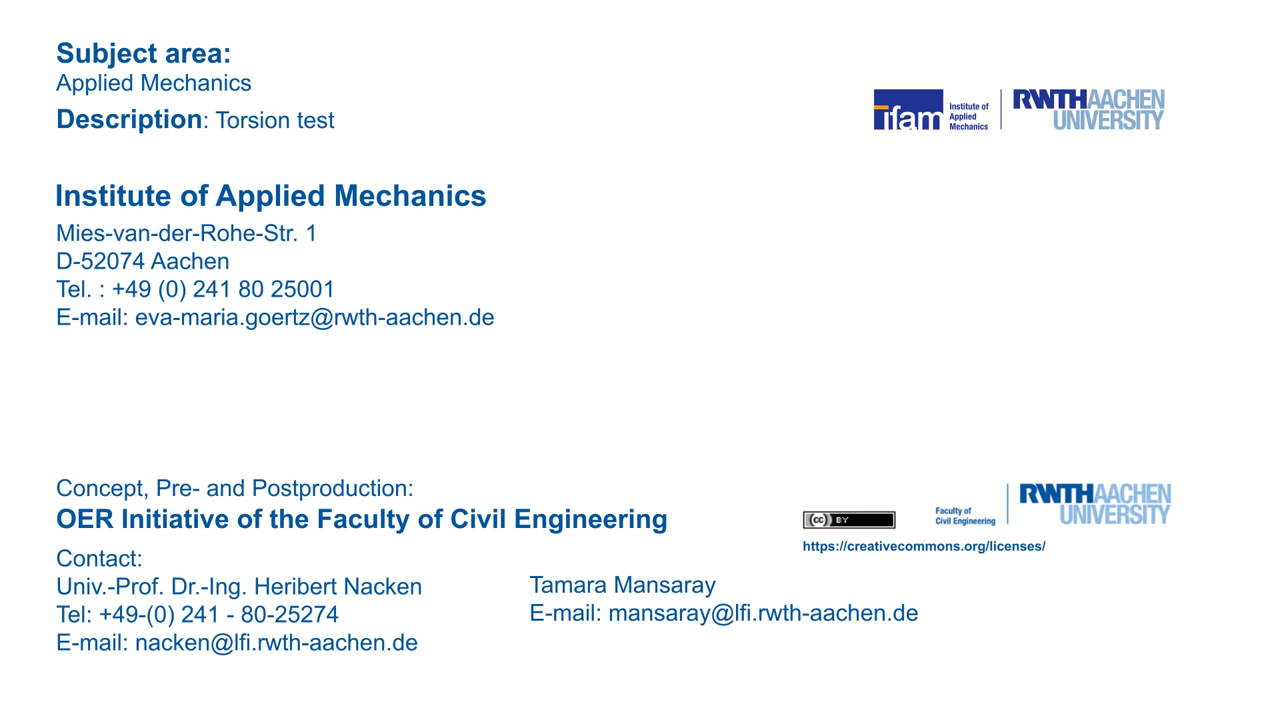 Subject area:
Applied Mechanics
Description: Torsion test
ifam
Institute of
Applied
Mechanics
RWTHAACHEN
UNIVERSITY
Institute of Applied Mechanics
Mies-van-der-Rohe-Str. 1
D-52074 Aachen
Tel. : +49 (0) 241 80 25001
E-mail: eva-maria.goertz@rwth-aachen.de
Concept, Pre- and Postproduction:
OER Initiative of the Faculty of Civil Engineering
Contact:
Univ.-Prof. Dr.-Ing. Heribert Nacken
Tel: +49-(0) 241 - 80-25274
E-mail: nacken@lfi.rwth-aachen.de
Tamara Mansaray
E-mail: mansaray@lfi.rwth-aachen.de
cc BY
https://creativecommons.org/licenses/
Faculty of
Civil Engineering
RWTHAACHEN
UNIVERSITY